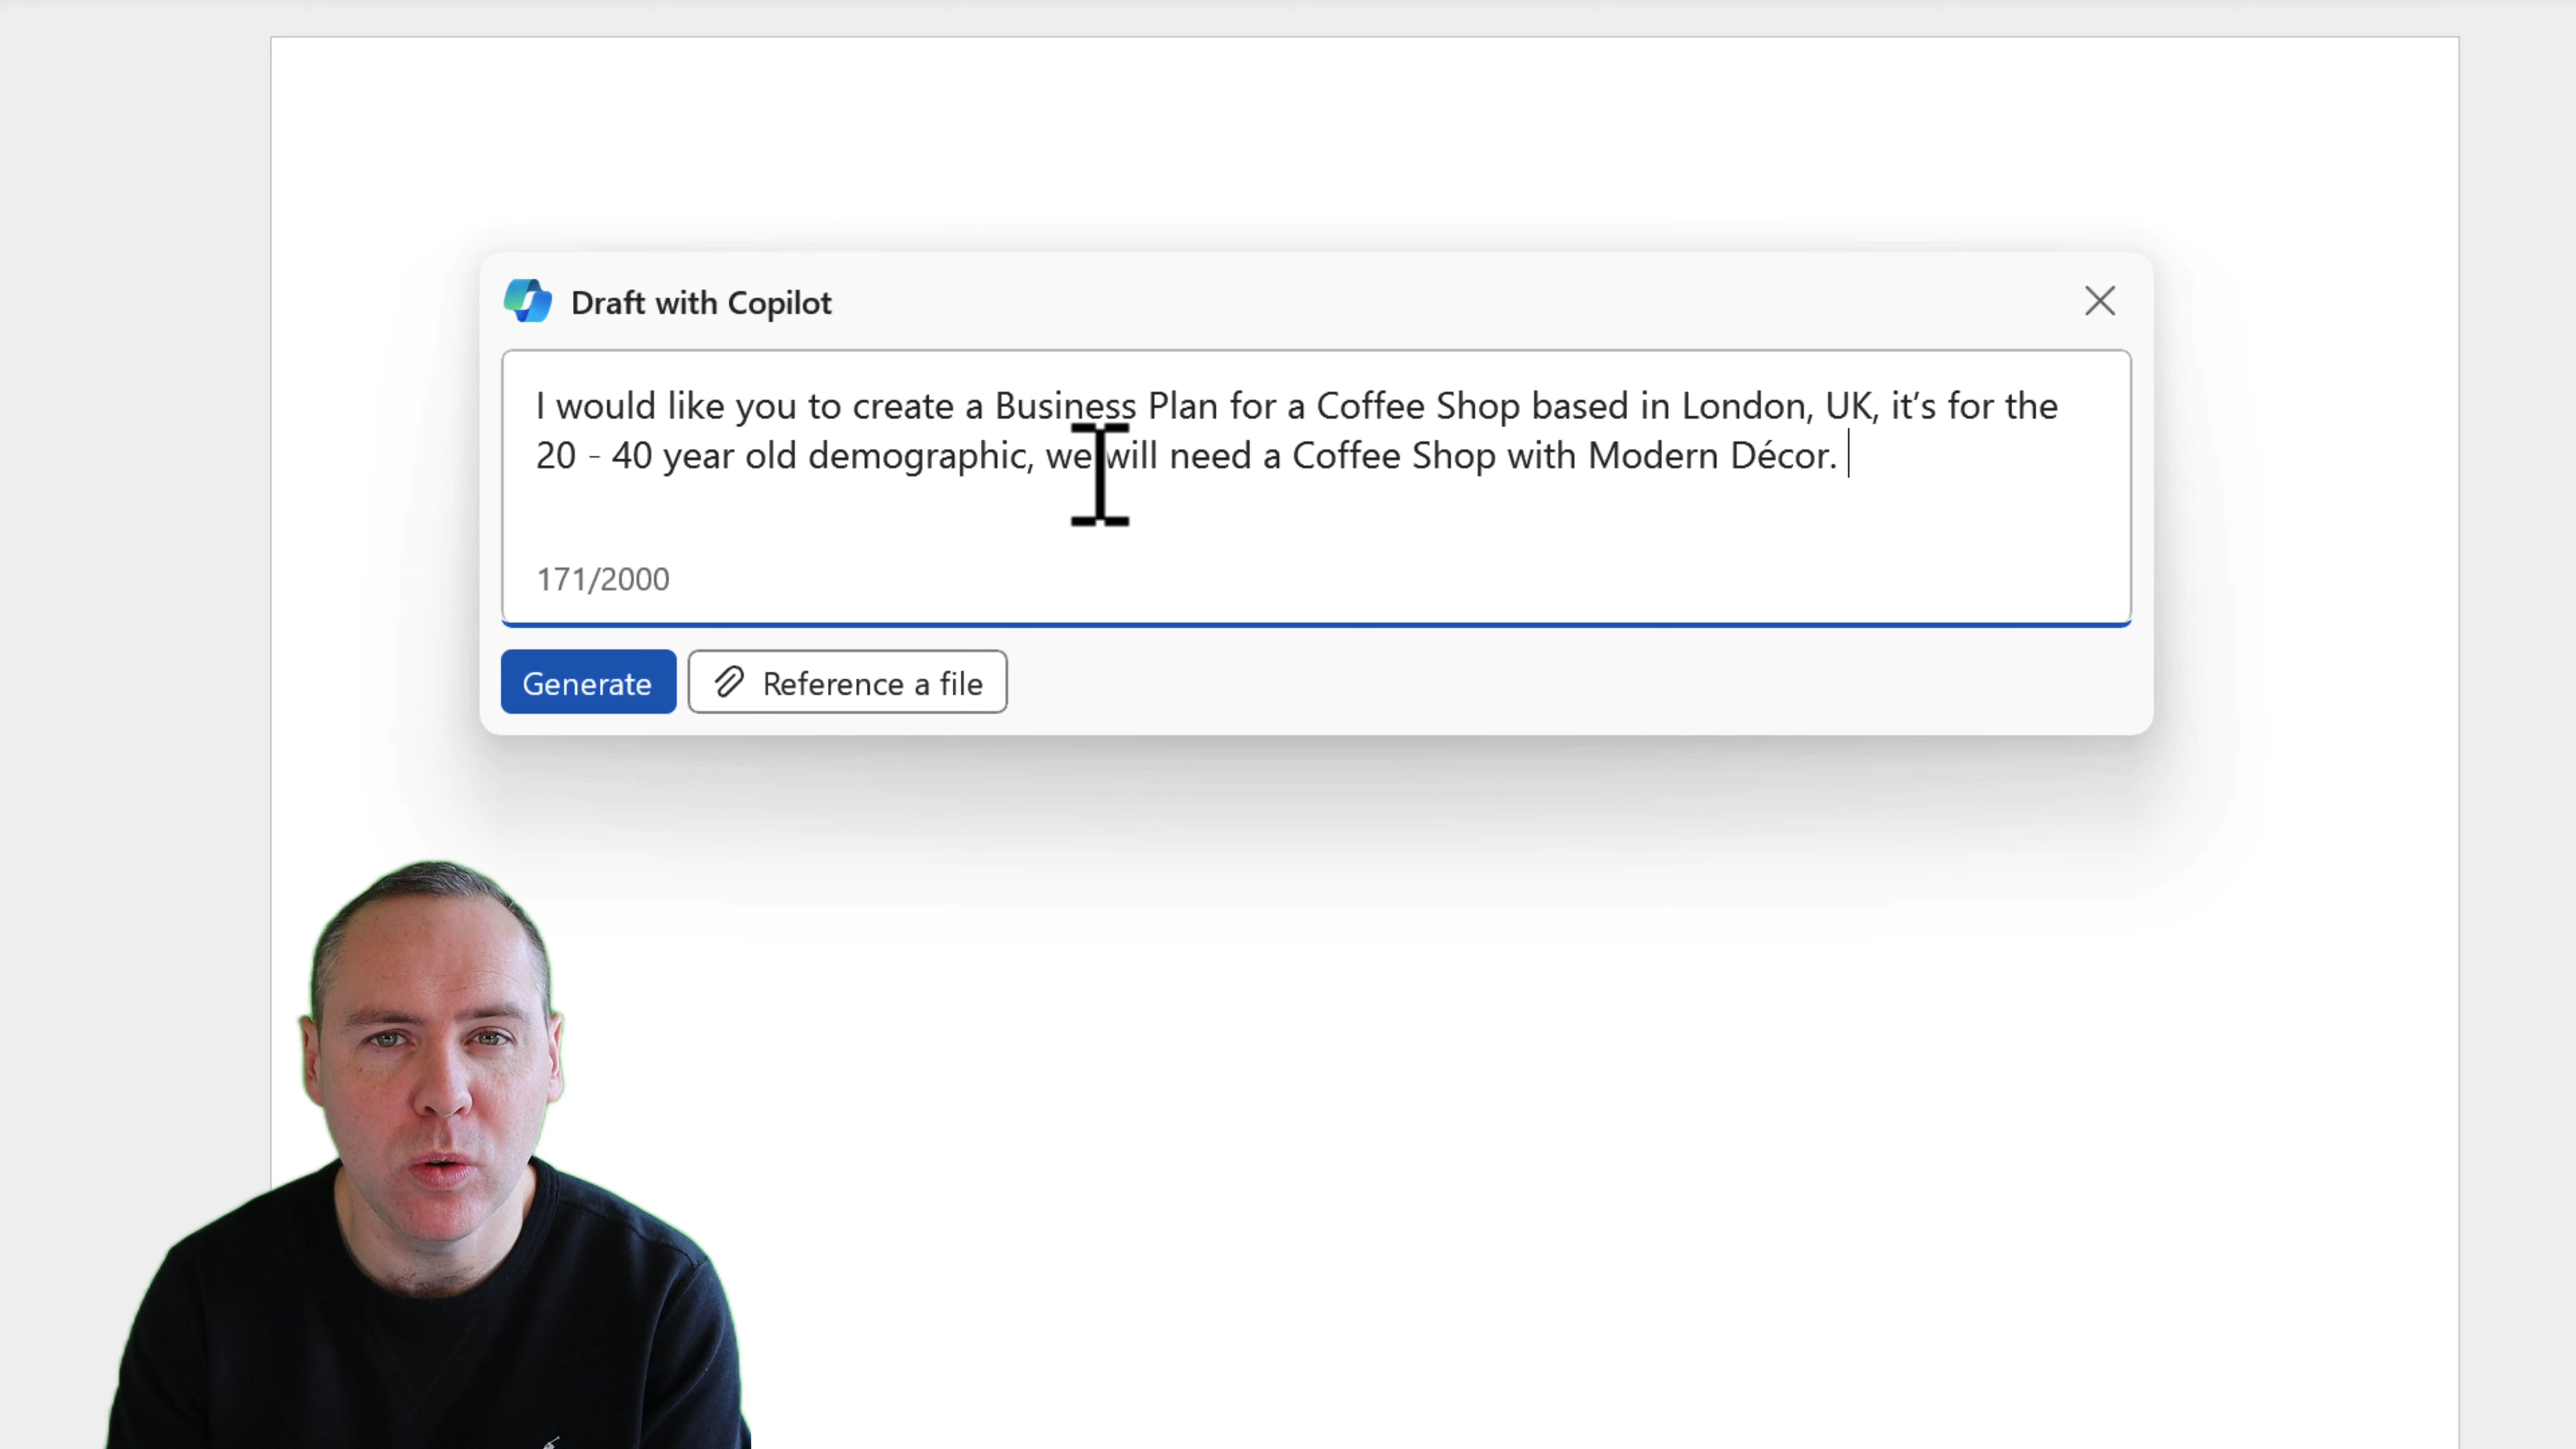 Draft with Copilot
I would like you to create a Business Plan for a Coffee Shop based in London, UK, it’s for the
20 - 40 year old demographic, we will need a Coffee Shop with Modern Décor.
171/2000
Generate
Reference a file